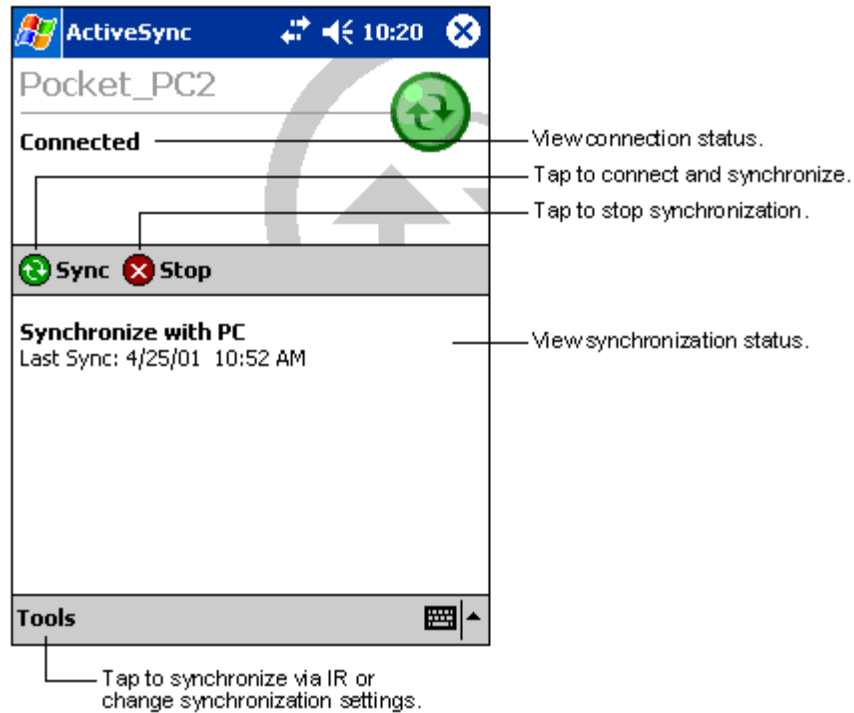 ActiveSync 10:20
Pocket_PC2
Connected
View connection status.
Tap to connect and synchronize.
Tap to stop synchronization.
Sync Stop
Synchronize with PC
Last Sync: 4/25/01 10:52 AM
View synchronization status.
Tools
Tap to synchronize via IR or
change synchronization settings.